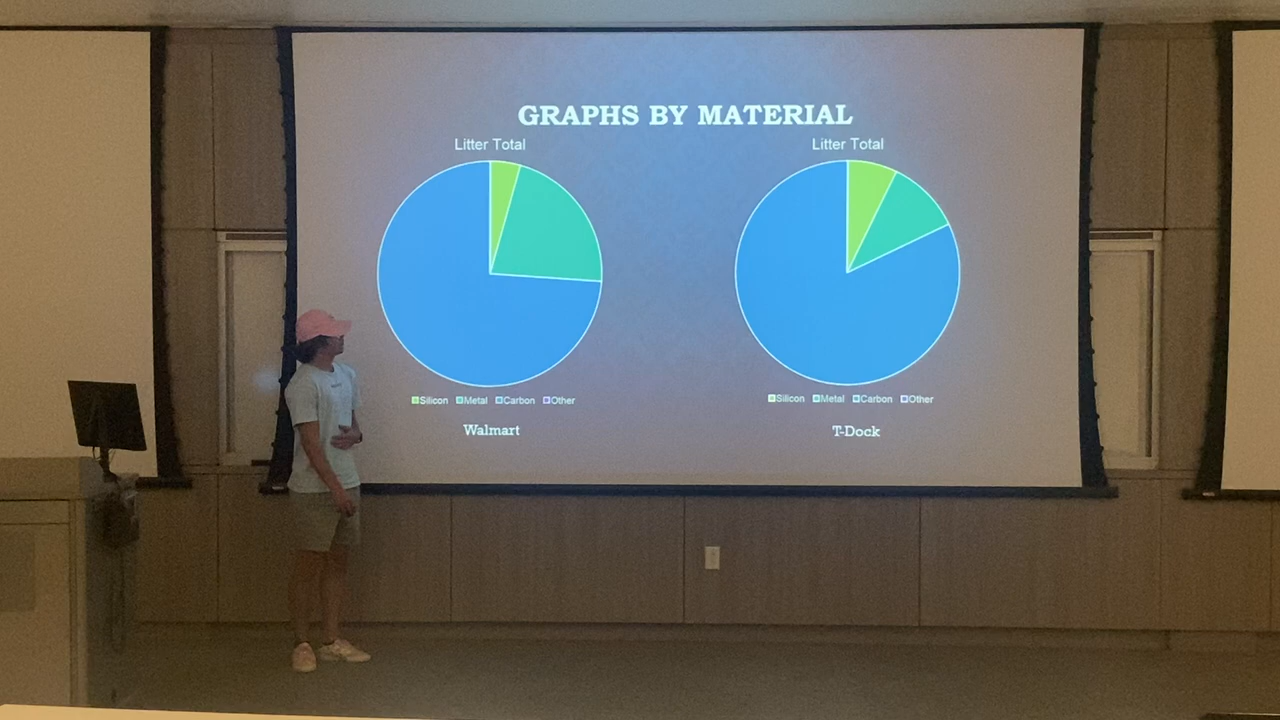 GRAPHS BY MATERIAL
Litter Total
Silicon Metal Carbon Other
Walmart
Litter Total
Silicon Metal Carbon Other
T-Dock